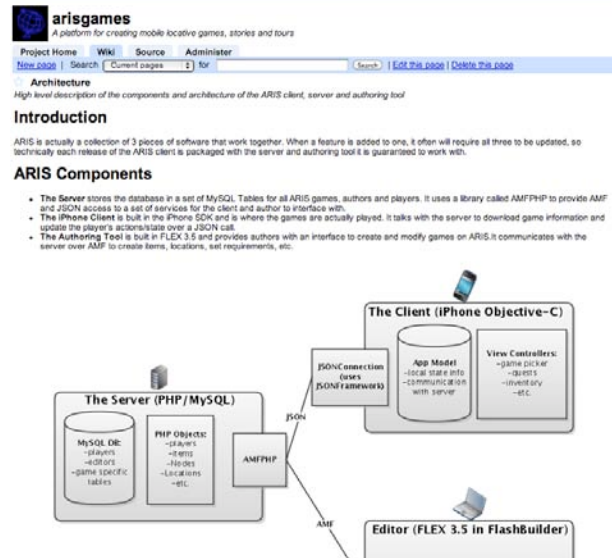 arisgames
A platform for creating mobile locative games, stories and tours
Project Home Wiki Source Administer
New page | Search Current pages for Search | Edit this page | Delete this page
Architecture
High level description of the components and architecture of the ARIS client, server and authoring tool
Introduction
ARIS is actually a collection of 3 pieces of software that work together. When a feature is added to one, it often will require all three to be updated, so
technically each release of the ARIS client is packaged with the server and authoring tool it is guaranteed to work with.
ARIS Components
• The Server stores the database in a set of MySQL Tables for all ARIS games, authors and players. It uses a library called AMFPHP to provide AMF
and JSON access to a set of services for the client and author to interface with.
• The iPhone Client is built in the iPhone SDK and is where the games are actually played. It talks with the server to download game information and
update the player's actions/state over a JSON call.
• The Authoring Tool is built in FLEX 3.5 and provides authors with an interface to create and modify games on ARIS.It communicates with the
server over AMF to create items, locations, set requirements, etc.
The Client (iPhone Objective-C)
JSONConnection
(uses
JSONFramework)
App Model
-local state info
-communication
with server
View Controllers:
-game picker
-quests
-inventory
-etc.
JSON
The Server (PHP/MySQL)
MySQL DB:
-players
-editors
-game specific
tables
PHP Objects:
-players
-items
-Nodes
-Locations
-etc.
AMFPHP
AMF
Editor (FLEX 3.5 in FlashBuilder)